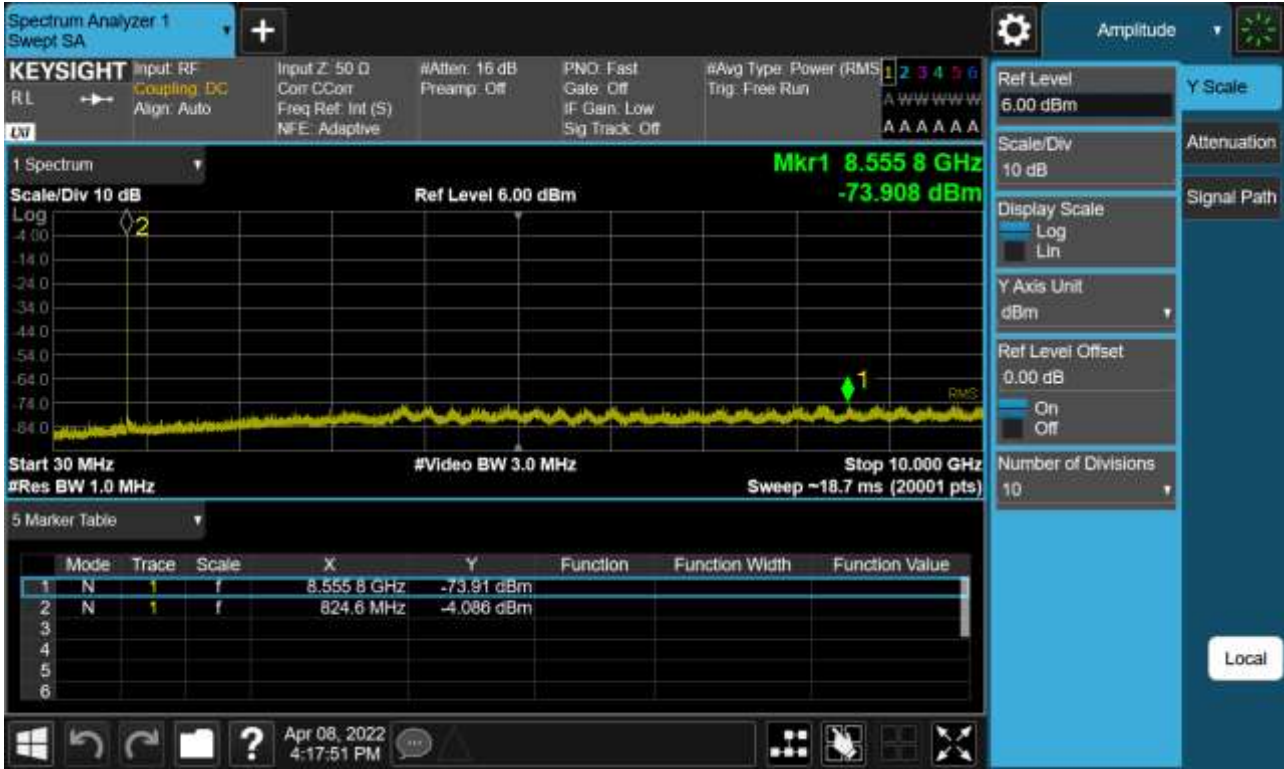 Spectrum Analyzer 1
Swept SA
Amplitude
KEYSIGHT
RL
LXI
Input: RF
Coupling: DC
Align: Auto
Input Z: 50 Ω
Corr CCorr
Freq Ref: Int (S)
NFE: Adaptive
#Atten: 16 dB
Preamp: Off
PNO: Fast
Gate: Off
IF Gain: Low
Sig Track: Off
#Avg Type: Power (RMS
Trig: Free Run
1 2 3 4 5 6
A W W W W W
A A A A A A
1 Spectrum
Scale/Div 10 dB
Ref Level 6.00 dBm
Mkr1 8.555 8 GHz
-73.908 dBm
Log
-4.00
-14.0
-24.0
-34.0
-44.0
-54.0
-64.0
-74.0
-84.0
2
1
RMS
Start 30 MHz
#Video BW 3.0 MHz
Stop 10.000 GHz
#Res BW 1.0 MHz
Sweep ~18.7 ms (20001 pts)
5 Marker Table
Mode Trace Scale X Y Function Function Width Function Value
1 N 1 f 8.555 8 GHz -73.91 dBm
2 N 1 f 824.6 MHz -4.086 dBm
3
4
5
6
Ref Level
6.00 dBm
Scale/Div
10 dB
Display Scale
Log
Lin
Y Axis Unit
dBm
Ref Level Offset
0.00 dB
On
Off
Number of Divisions
10
Y Scale
Attenuation
Signal Path
Local
?
Apr 08, 2022
4:17:51 PM